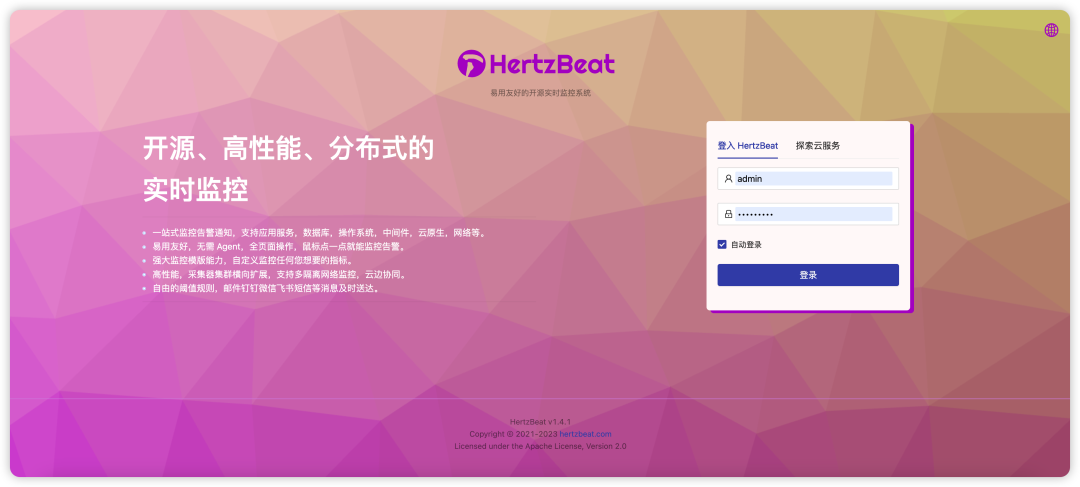 HertzBeat
易用友好的开源实时监控系统
开源、高性能、分布式的
实时监控
一站式监控告警通知，支持应用服务，数据库，操作系统，中间件，云原生，网络等。
易用友好，无需 Agent，全页面操作，鼠标点一点就能监控告警。
强大监控模版能力，自定义监控任何您想要的指标。
高性能，采集器集群横向扩展，支持多隔离网络监控，云边协同。
自由的阈值规则，邮件钉钉微信飞书短信等消息及时送达。
登入 HertzBeat 探索云服务
admin
•••••••••
自动登录
登录
HertzBeat v1.4.1
Copyright © 2021-2023 hertzbeat.com
Licensed under the Apache License, Version 2.0